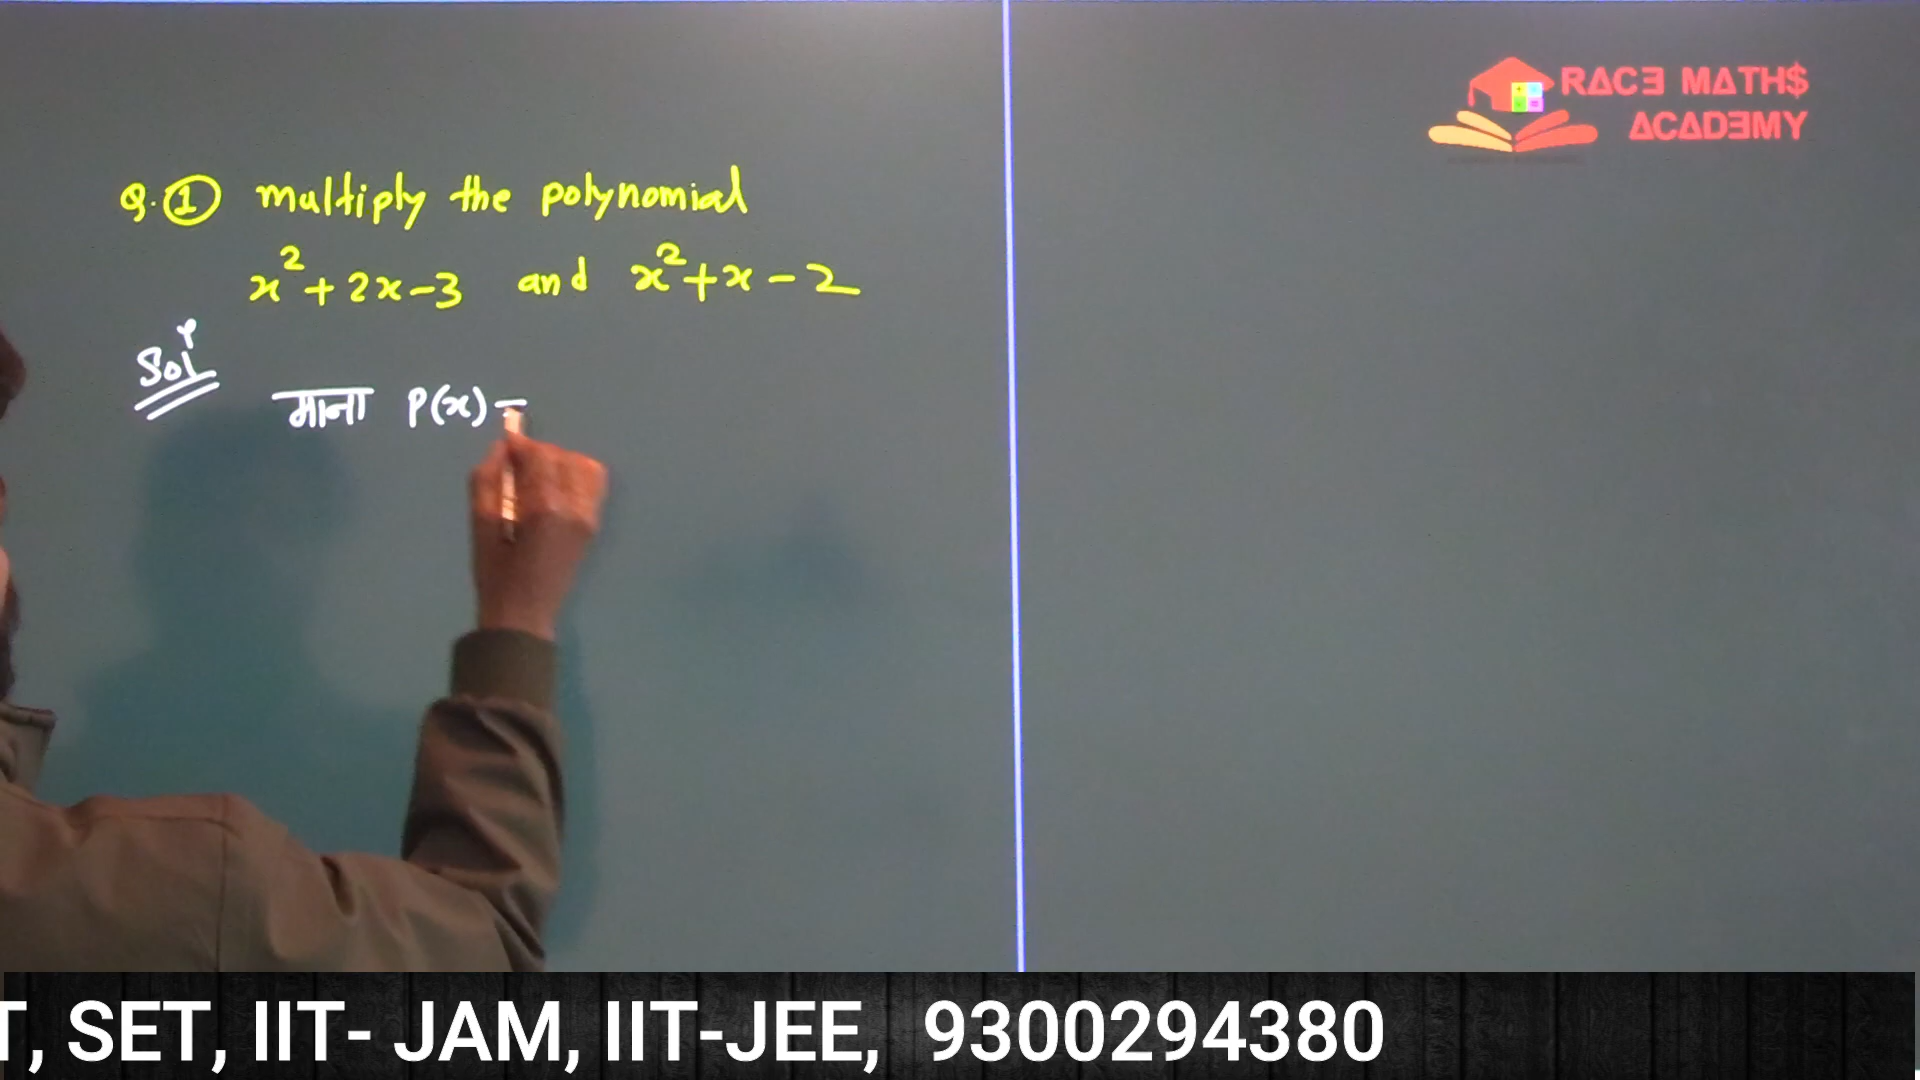 RACE MATHS
ACADEMY
Q. 1 multiply the polynomial
x²+2x-3 and x²+x-2
Solⁿ
माना P(x) =
T, SET, IIT- JAM, IIT-JEE, 9300294380